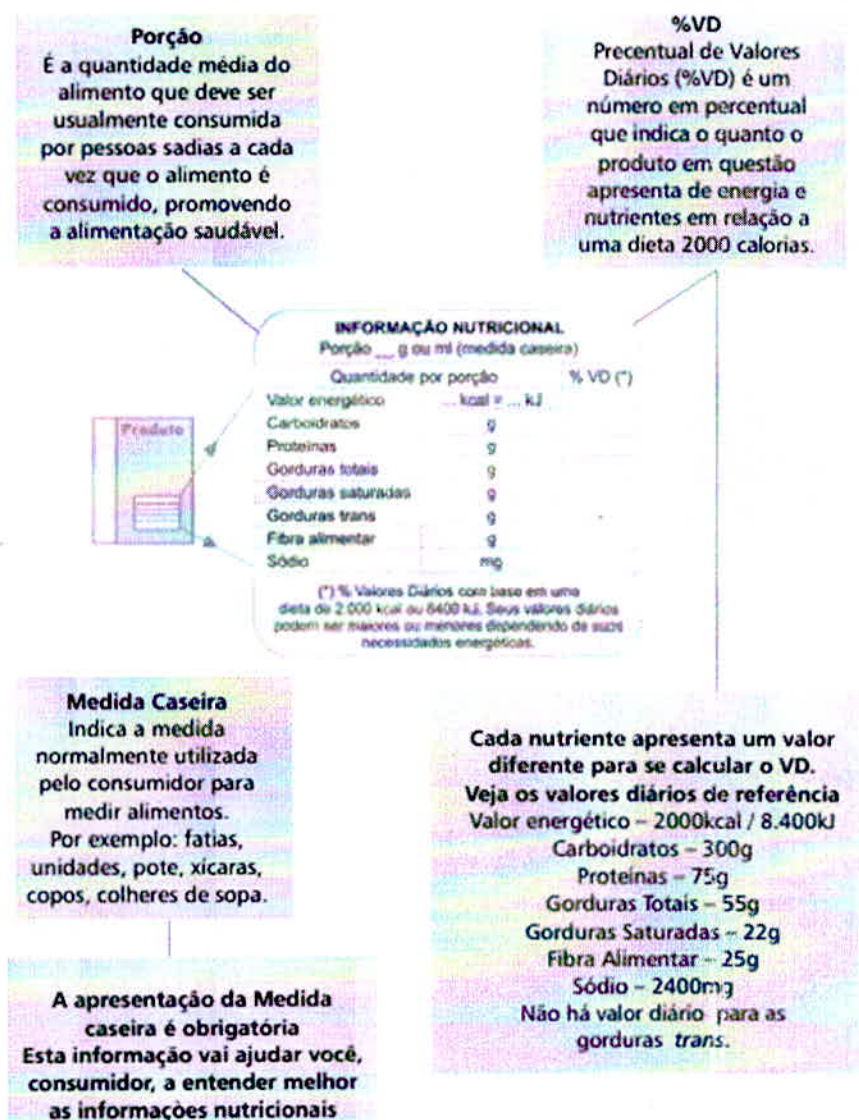 Porção
É a quantidade média do
alimento que deve ser
usualmente consumida
por pessoas sadias a cada
vez que o alimento é
consumido, promovendo
a alimentação saudável.
%VD
Precentual de Valores
Diários (%VD) é um
número em percentual
que indica o quanto o
produto em questão
apresenta de energia e
nutrientes em relação a
uma dieta 2000 calorias.
INFORMAÇÃO NUTRICIONAL
Porção __ g ou ml (medida caseira)
Quantidade por porção % VD (*)
Valor energético ... kcal = ... kJ
Carboidratos g
Proteínas g
Gorduras totais g
Gorduras saturadas g
Gorduras trans g -
Fibra alimentar g
Sódio mg
(*) % Valores Diários com base em uma
dieta de 2.000 kcal ou 8400 kJ. Seus valores diários
podem ser maiores ou menores dependendo de suas
necessidades energéticas.
Produto
Medida Caseira
Indica a medida
normalmente utilizada
pelo consumidor para
medir alimentos.
Por exemplo: fatias,
unidades, pote, xícaras,
copos, colheres de sopa.
A apresentação da Medida
caseira é obrigatória
Esta informação vai ajudar você,
consumidor, a entender melhor
as informações nutricionais
Cada nutriente apresenta um valor
diferente para se calcular o VD.
Veja os valores diários de referência
Valor energético – 2000kcal / 8.400kJ
Carboidratos – 300g
Proteínas – 75g
Gorduras Totais – 55g
Gorduras Saturadas – 22g
Fibra Alimentar – 25g
Sódio – 2400mg
Não há valor diário para as
gorduras trans.